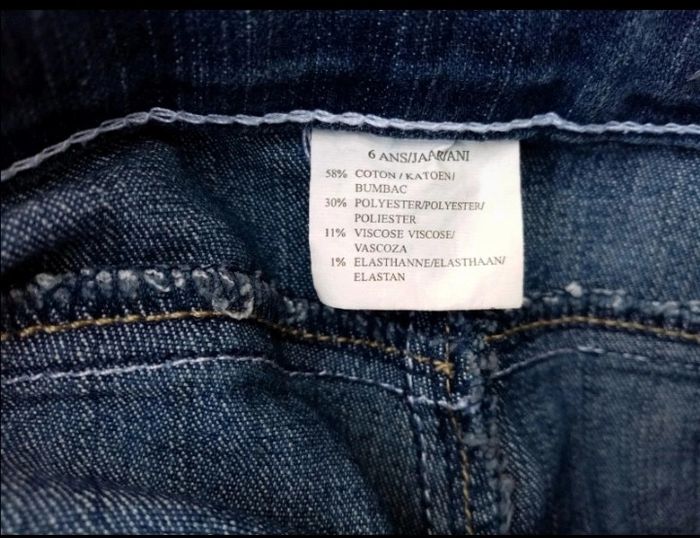 6 ANS/JAAR/ANI
58% COTON/KATOEN/
BUMBAC
30% POLYESTER/POLYESTER/
POLIESTER
11% VISCOSE VISCOSE/
VASCOZA
1% ELASTHANNE/ELASTHAAN/
ELASTAN